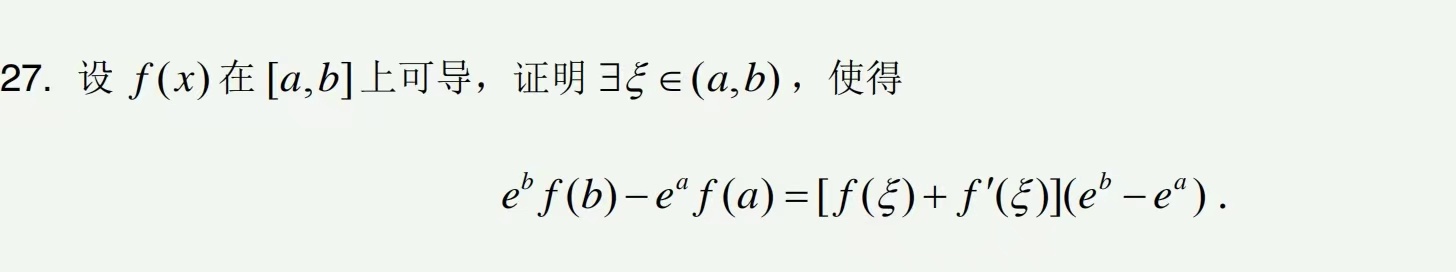 27. 设 f(x) 在 [a,b] 上可导，证明 ∃ξ∈(a,b)，使得
e^b f(b) − e^a f(a) = [f(ξ) + f′(ξ)](e^b − e^a).